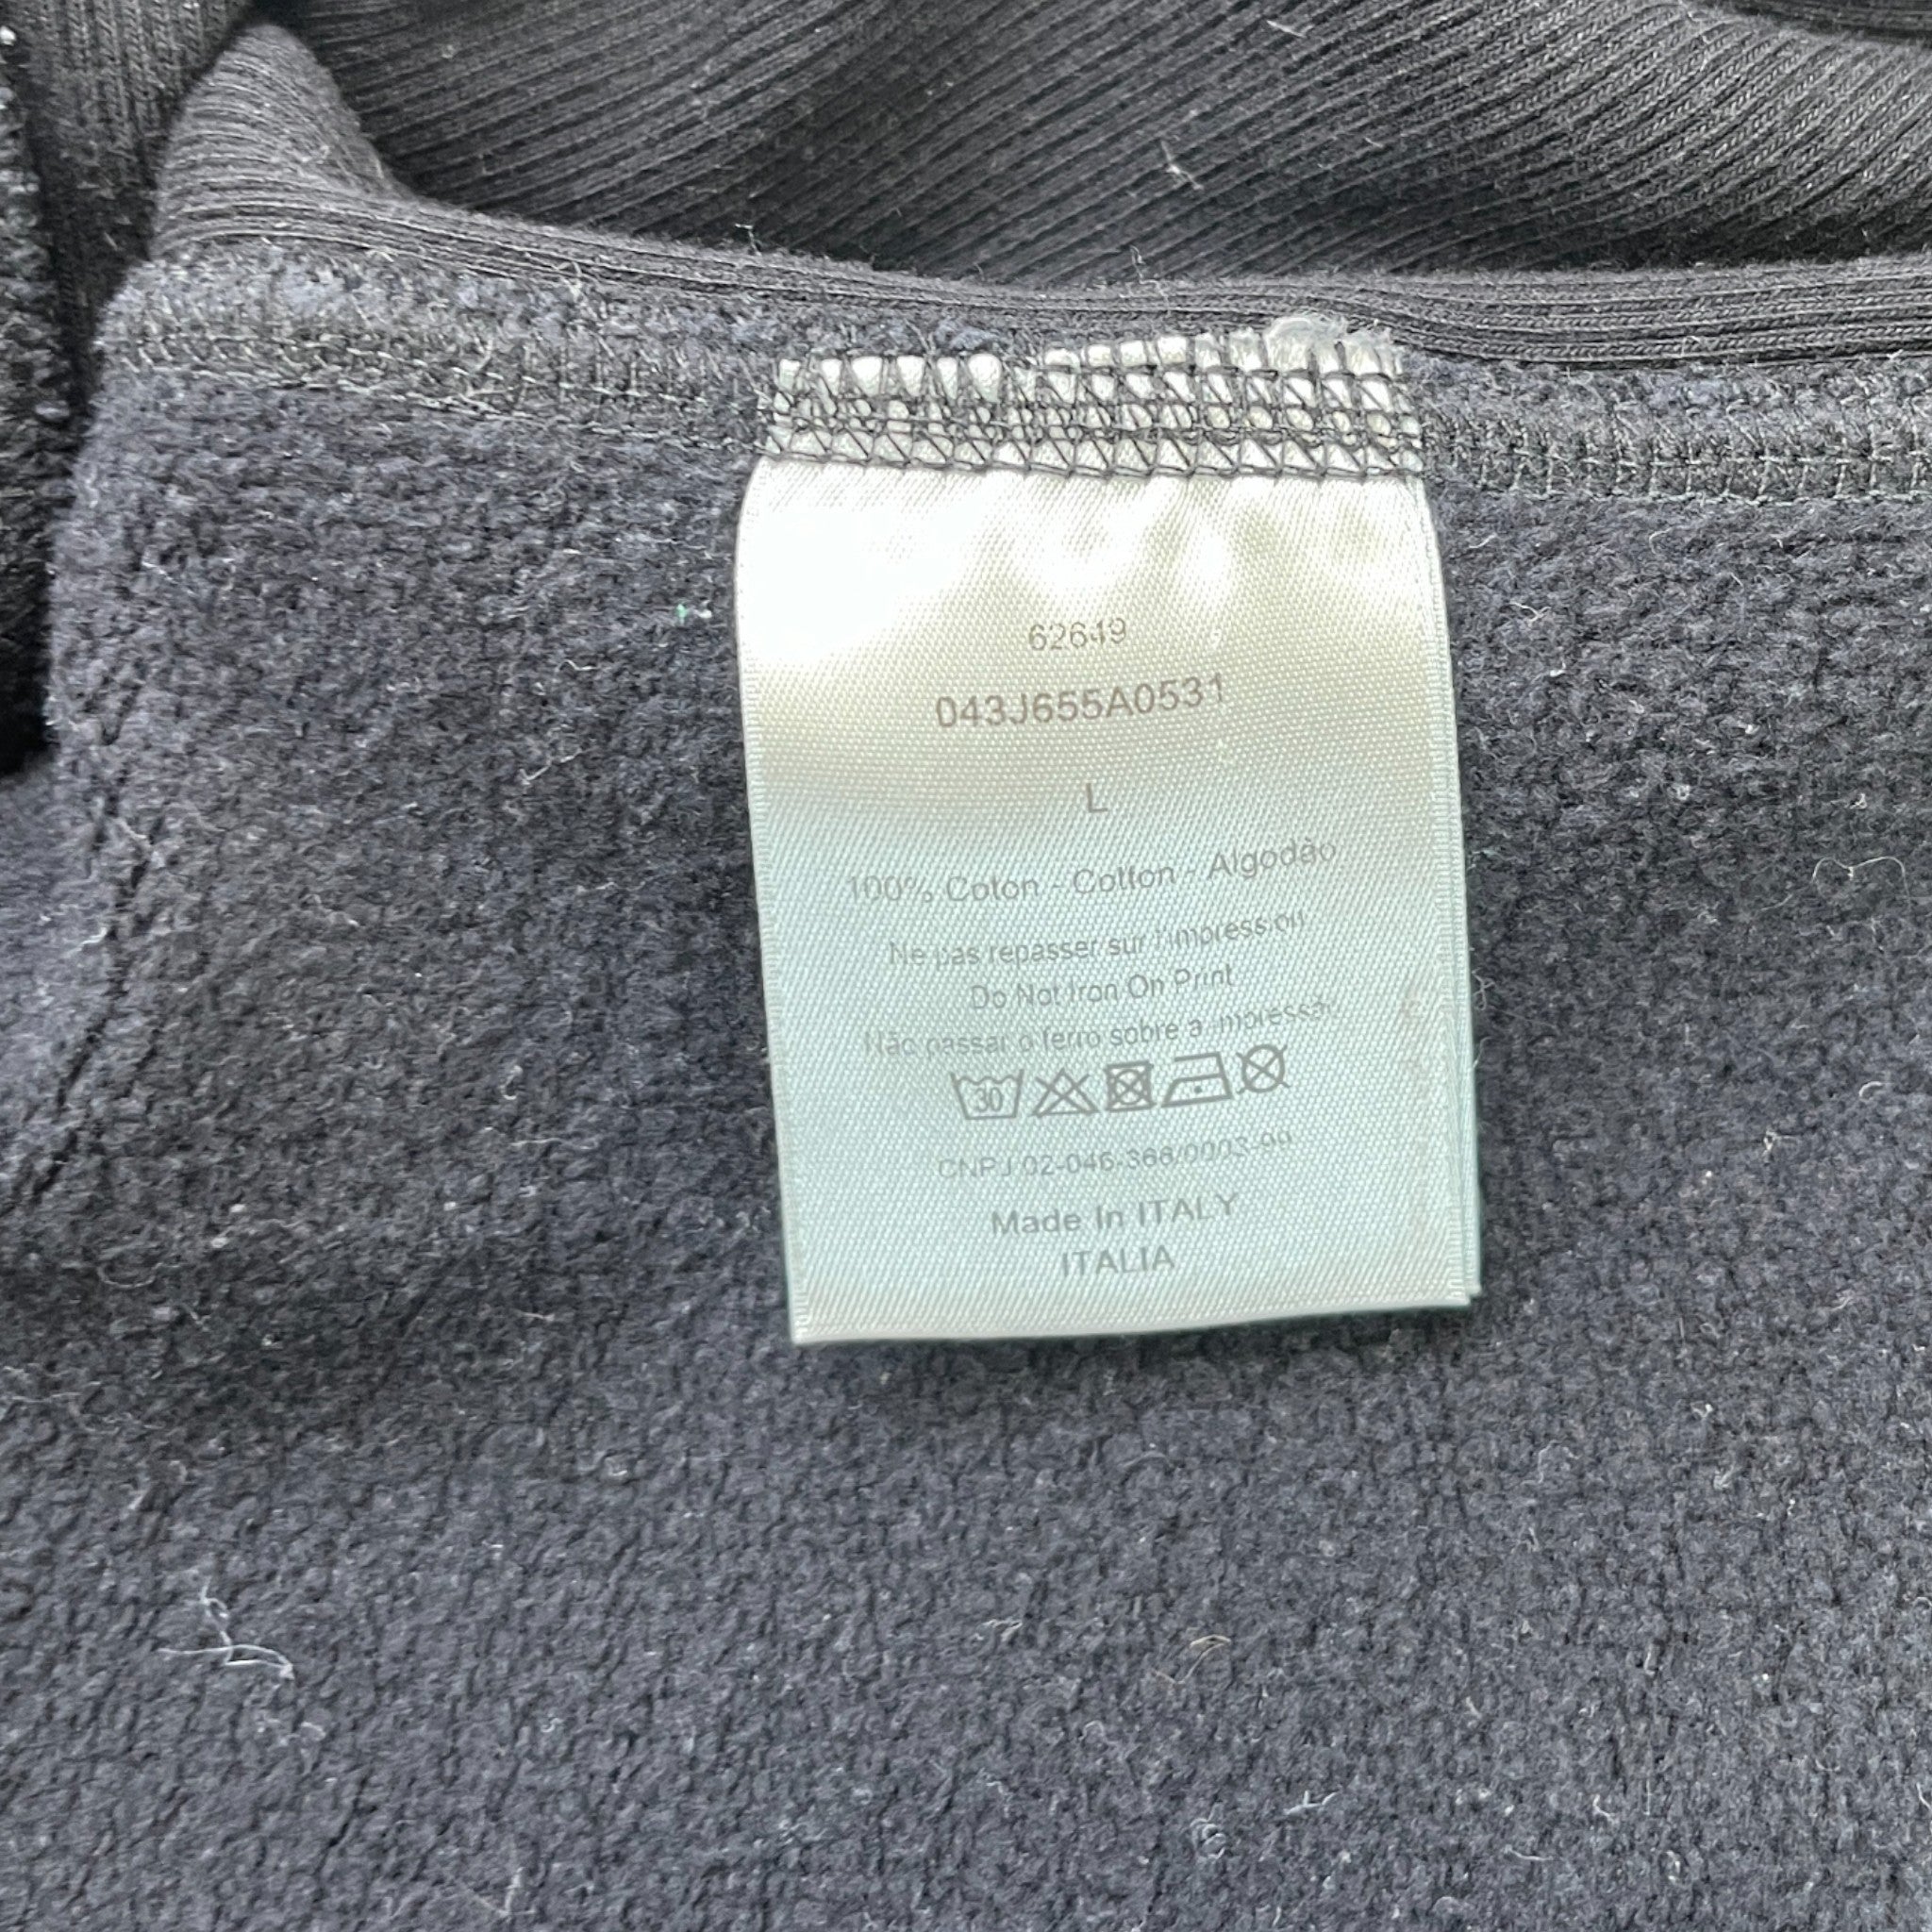 62649
043J655A0531
L
100% Coton - Cotton - Algodão
Ne pas repasser sur l'impression
Do Not Iron On Print
Não passar o ferro sobre a impressão
30
CNPJ 02-046-366/0003-90
Made In ITALY
ITALIA